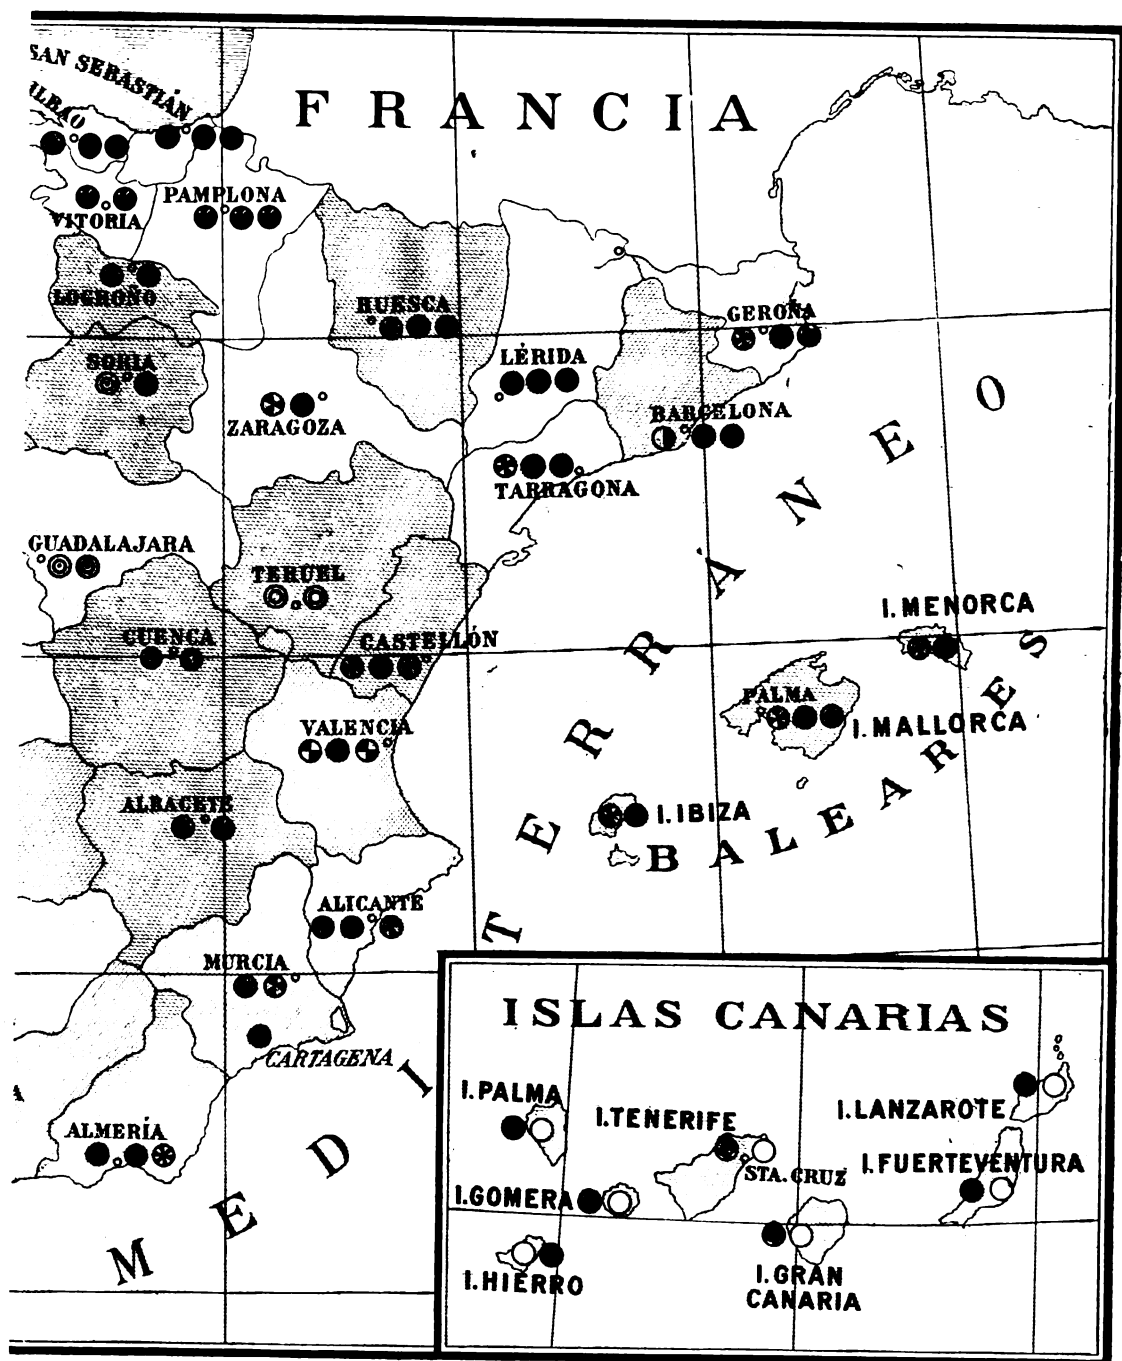 SAN SEBASTIÁN
FRANCIA
PAMPLONA
VITORIA
LOGROÑO
HUESCA
GERONA
SORIA
LÉRIDA
ZARAGOZA
BARCELONA
TARRAGONA
GUADALAJARA
TERUEL
CUENCA
CASTELLÓN
I.MENORCA
PALMA
I.MALLORCA
VALENCIA
ALBACETE
I.IBIZA
BALEARES
ALICANTE
MURCIA
CARTAGENA
ALMERÍA
MEDITERRANEO
ISLAS CANARIAS
I.PALMA
I.TENERIFE
I.LANZAROTE
STA. CRUZ
I.FUERTEVENTURA
I.GOMERA
I.HIERRO
I.GRAN
CANARIA